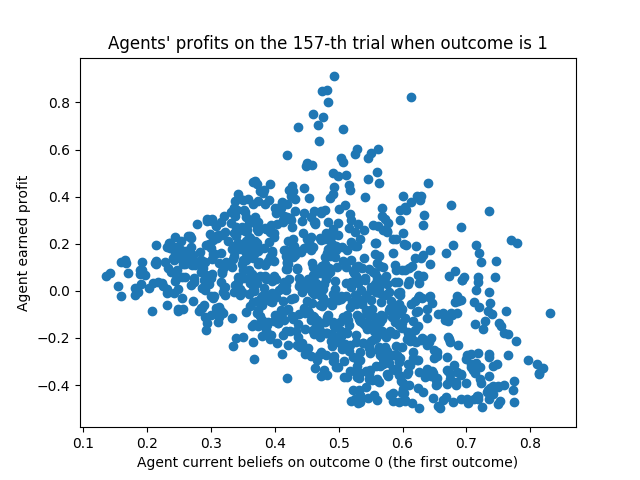 Agents' profits on the 157-th trial when outcome is 1
Agent earned profit
0.8
0.6
0.4
0.2
0.0
−0.2
−0.4
0.1 0.2 0.3 0.4 0.5 0.6 0.7 0.8
Agent current beliefs on outcome 0 (the first outcome)